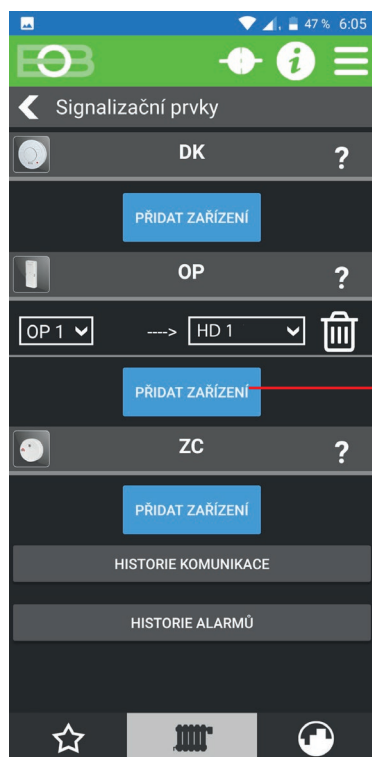 47 % 6:05
EOB
Signalizační prvky
DK ?
PŘIDAT ZAŘÍZENÍ
OP ?
OP 1 ----> HD 1
PŘIDAT ZAŘÍZENÍ
ZC ?
PŘIDAT ZAŘÍZENÍ
HISTORIE KOMUNIKACE
HISTORIE ALARMŮ